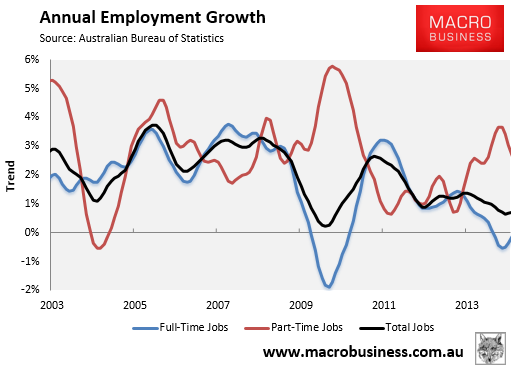 Annual Employment Growth
Source: Australian Bureau of Statistics
MACRO
BUSINESS
6%
5%
4%
3%
2%
1%
0%
-1%
-2%
Trend
2003
2005
2007
2009
2011
2013
Full-Time Jobs
Part-Time Jobs
Total Jobs
www.macrobusiness.com.au